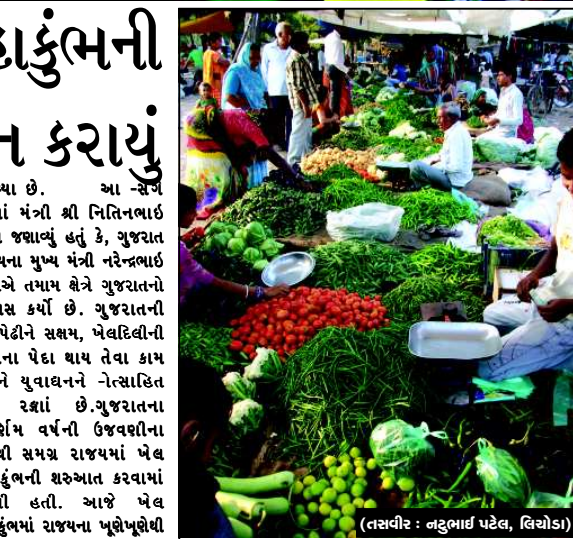 હાકુંભની
ન કરાયું
યા છે. આ -સંગે
ાં મંત્રી શ્રી નિતિનભાઇ
જણાવ્યું હતું કે, ગુજરાત
યના મુખ્ય મંત્રી નરેન્દ્રભાઇ
એ તમામ ક્ષેત્રે ગુજરાતનો
સ કર્યો છે. ગુજરાતની
પેઢીને સક્ષમ, ખેલદિલીની
ના પેદા થાય તેવા કામ
ને યુવાધનને -ોત્સાહિત
રહ્યાં છે.ગુજરાતના
ર્ણિમ વર્ષની ઉજવણીના
થી સમગ્ર રાજયમાં ખેલ
કુંભની શરુઆત કરવામાં
ી હતી. આજે ખેલ
કુંભમાં રાજયના ખૂણેખૂણેથી
(તસવીર : નટુભાઈ પટેલ, લિચોડા)